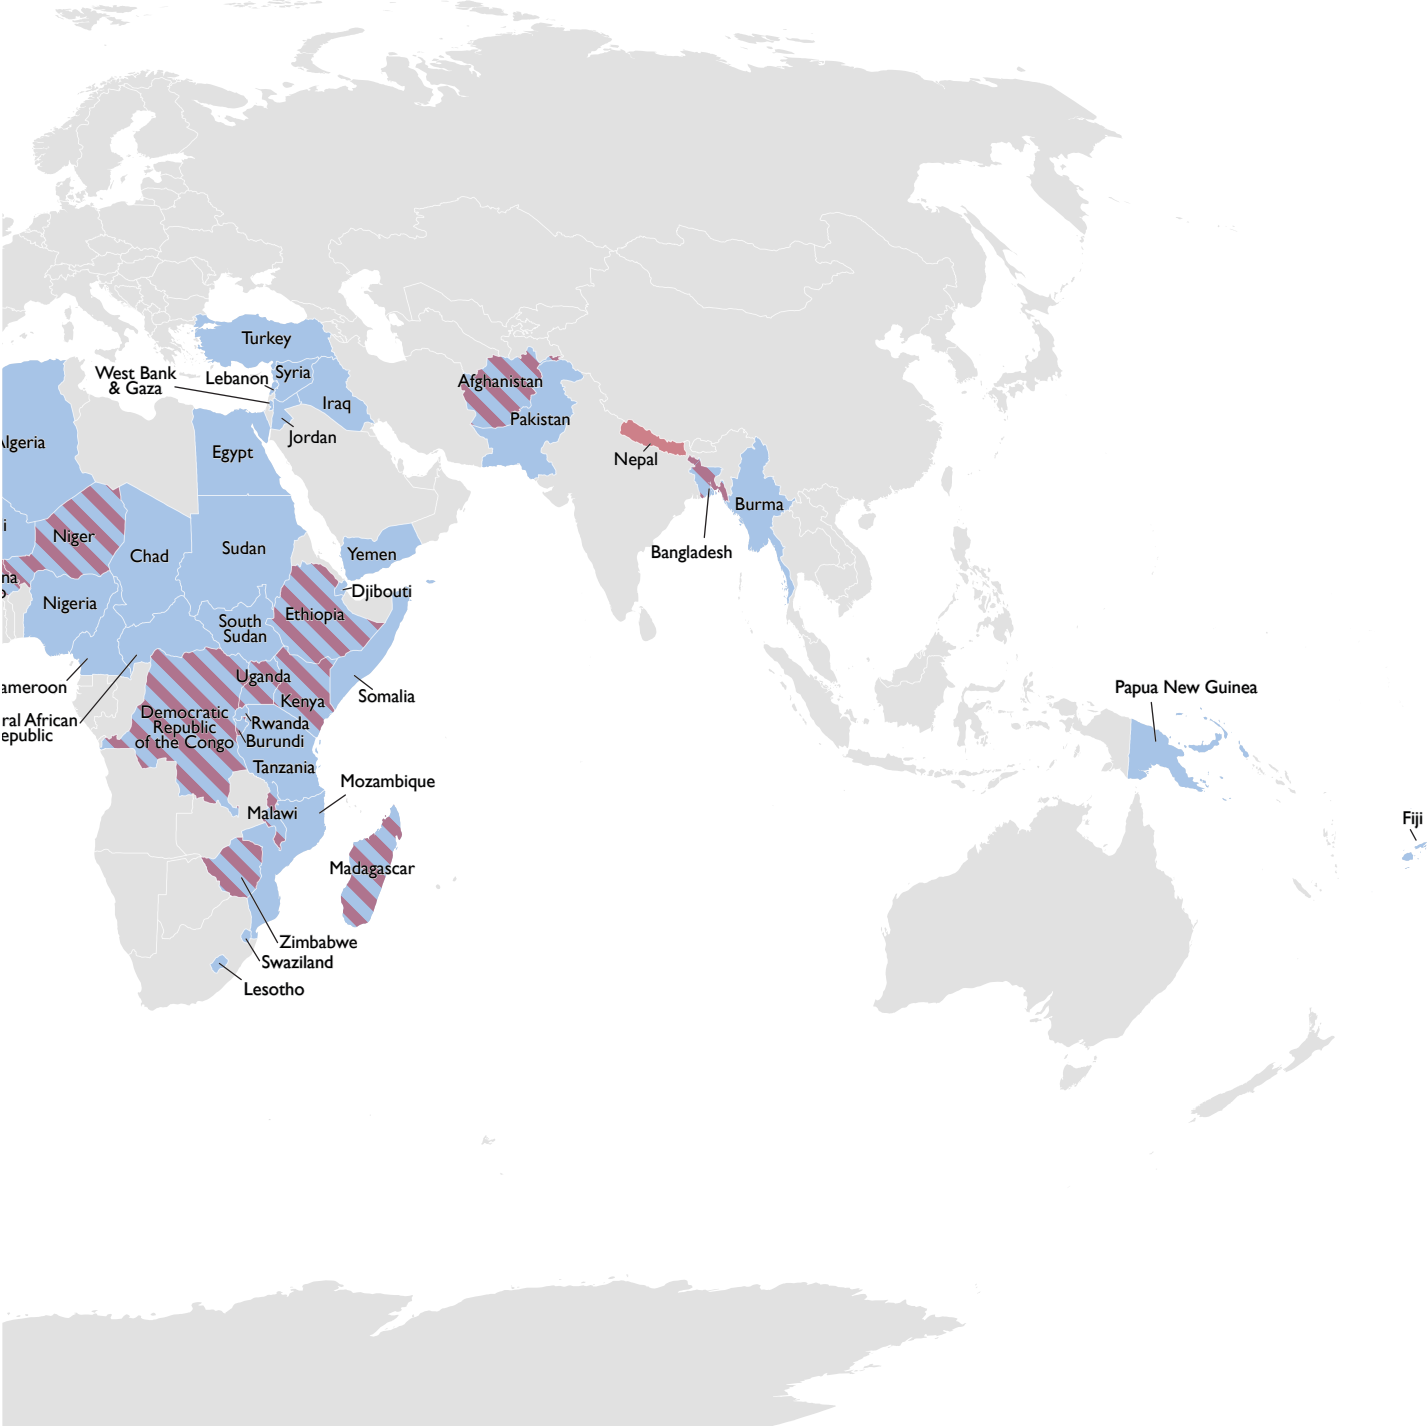 Turkey
West Bank
& Gaza
Lebanon
Syria
Iraq
Jordan
Afghanistan
Pakistan
Nepal
Bangladesh
Burma
lgeria
Egypt
i
Niger
Chad
Sudan
Yemen
na
Djibouti
Nigeria
Ethiopia
South
Sudan
ameroon
Uganda
Kenya
Somalia
ral African
epublic
Democratic
Republic
of the Congo
Rwanda
Burundi
Tanzania
Mozambique
Malawi
Madagascar
Zimbabwe
Swaziland
Lesotho
Papua New Guinea
Fiji